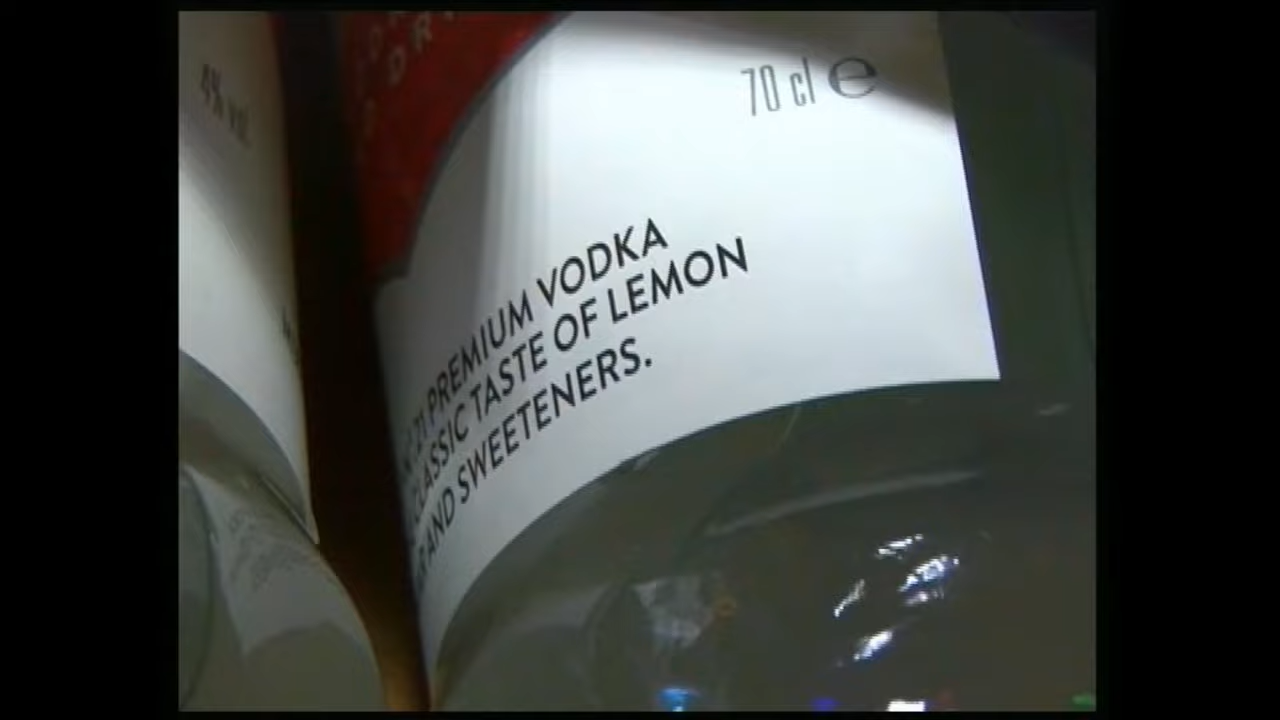 70 cl e
PREMIUM VODKA
CLASSIC TASTE OF LEMON
AND SWEETENERS.